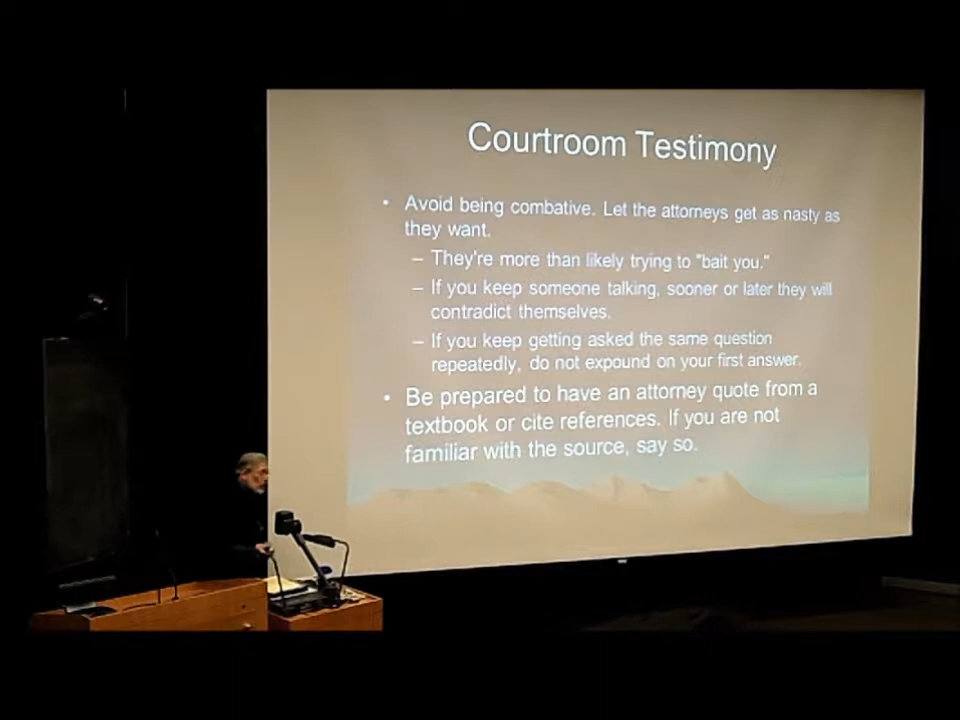 Courtroom Testimony
• Avoid being combative. Let the attorneys get as nasty as
they want.
– They're more than likely trying to "bait you."
– If you keep someone talking, sooner or later they will
contradict themselves.
– If you keep getting asked the same question
repeatedly, do not expound on your first answer.
• Be prepared to have an attorney quote from a
textbook or cite references. If you are not
familiar with the source, say so.